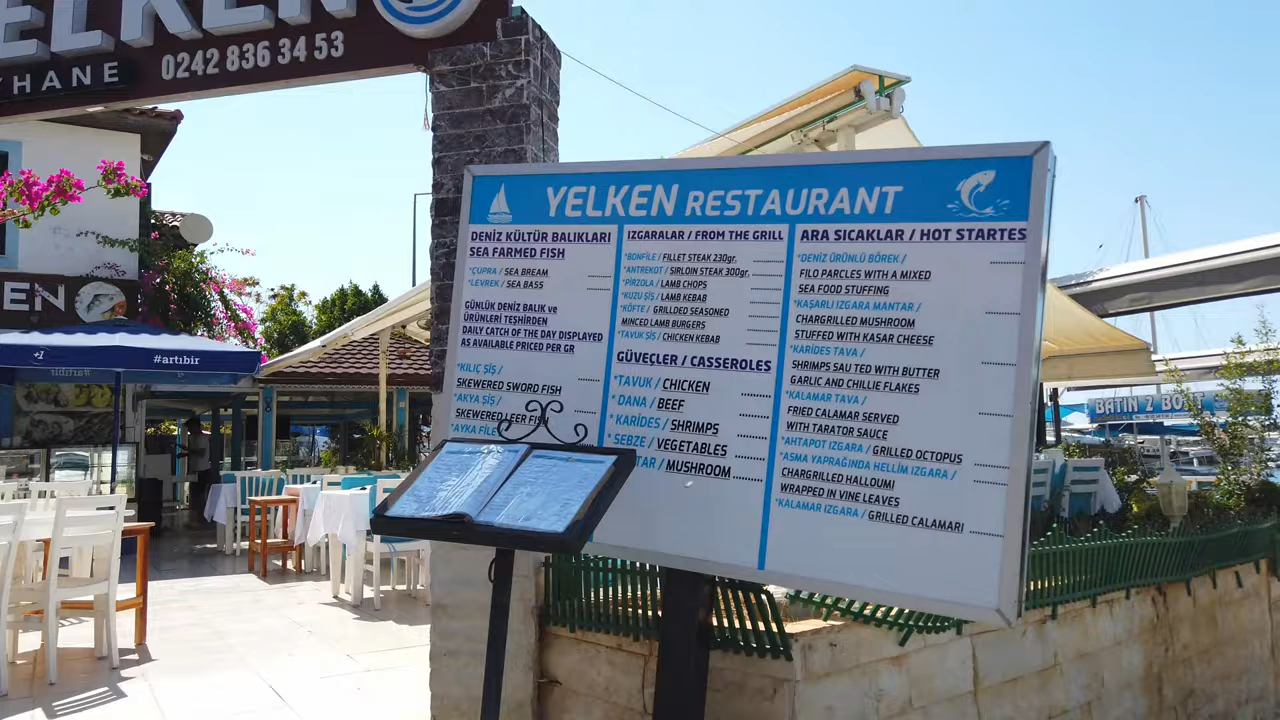 0242 836 34 53
YELKEN RESTAURANT
DENİZ KÜLTÜR BALIKLARI
SEA FARMED FISH
*ÇUPRA / SEA BREAM
*LEVREK / SEA BASS
GÜNLÜK DENİZ BALIK ve
ÜRÜNLERİ TEŞHİRDEN
DAILY CATCH OF THE DAY DISPLAYED
AS AVAILABLE PRICED PER GR
*KILIÇ ŞİŞ /
SKEWERED SWORD FISH
*AKYA ŞİŞ /
SKEWERED LEER FISH
*AYKA FİLE
IZGARALAR / FROM THE GRILL
*BONFİLE / FILLET STEAK 230gr.
*ANTREKOT / SIRLOIN STEAK 300gr.
*PİRZOLA / LAMB CHOPS
*KUZU ŞİŞ / LAMB KEBAB
*KÖFTE / GRILLDED SEASONED
MINCED LAMB BURGERS
*TAVUK ŞİŞ / CHICKEN KEBAB
GÜVEÇLER / CASSEROLES
*TAVUK / CHICKEN
*DANA / BEEF
*KARİDES / SHRIMPS
*SEBZE / VEGETABLES
TAR / MUSHROOM
ARA SICAKLAR / HOT STARTES
*DENİZ ÜRÜNLÜ BÖREK /
FILO PARCLES WITH A MIXED
SEA FOOD STUFFING
*KAŞARLI IZGARA MANTAR /
CHARGRILLED MUSHROOM
STUFFED WITH KASAR CHEESE
*KARİDES TAVA /
SHRIMPS SAU TED WITH BUTTER
GARLIC AND CHILLIE FLAKES
*KALAMAR TAVA /
FRIED CALAMAR SERVED
WITH TARATOR SAUCE
*AHTAPOT IZGARA / GRILLED OCTOPUS
*ASMA YAPRAĞINDA HELLİM IZGARA /
CHARGRILLED HALLOUMI
WRAPPED IN VINE LEAVES
*KALAMAR IZGARA / GRILLED CALAMARI
EN
+1
#artıbir
BATIN 2 BOAT